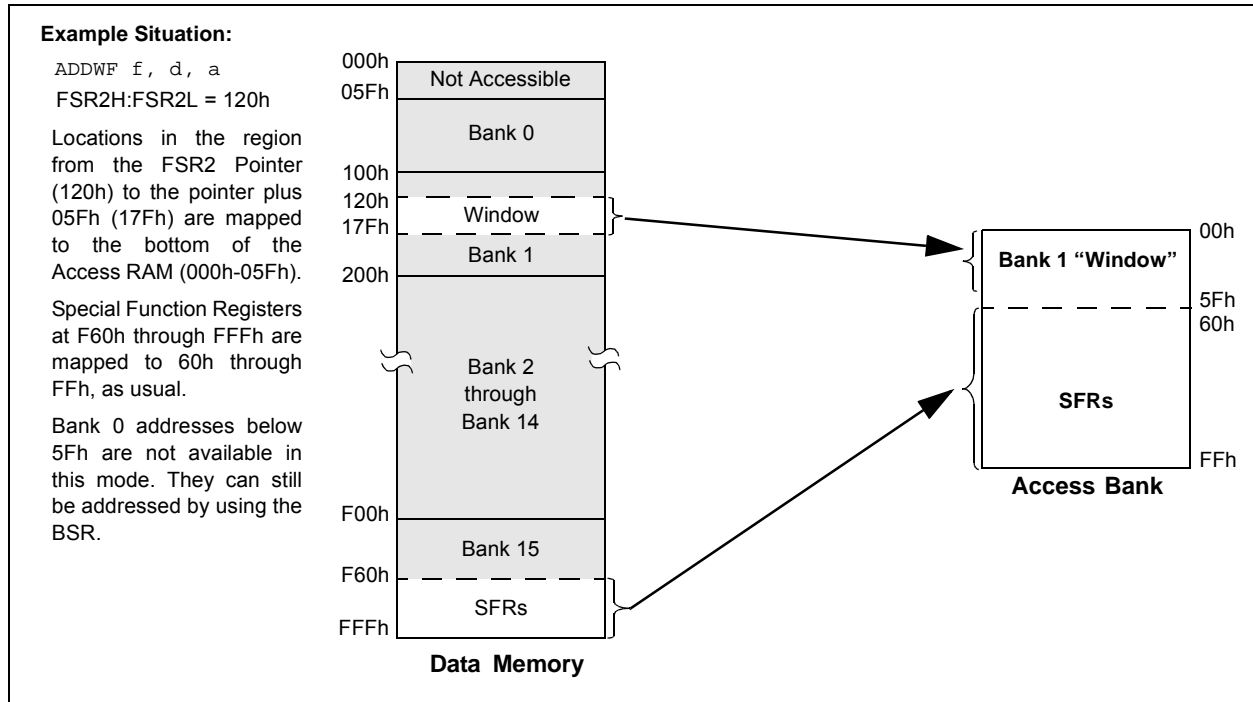 Example Situation:
ADDWF f, d, a
FSR2H:FSR2L = 120h
Locations in the region
from the FSR2 Pointer
(120h) to the pointer plus
05Fh (17Fh) are mapped
to the bottom of the
Access RAM (000h-05Fh).
Special Function Registers
at F60h through FFFh are
mapped to 60h through
FFh, as usual.
Bank 0 addresses below
5Fh are not available in
this mode. They can still
be addressed by using the
BSR.
000h
Not Accessible
05Fh
Bank 0
100h
120h
Window
17Fh
Bank 1
200h
Bank 2
through
Bank 14
F00h
Bank 15
F60h
SFRs
FFFh
Data Memory
00h
Bank 1 “Window”
5Fh
60h
SFRs
FFh
Access Bank